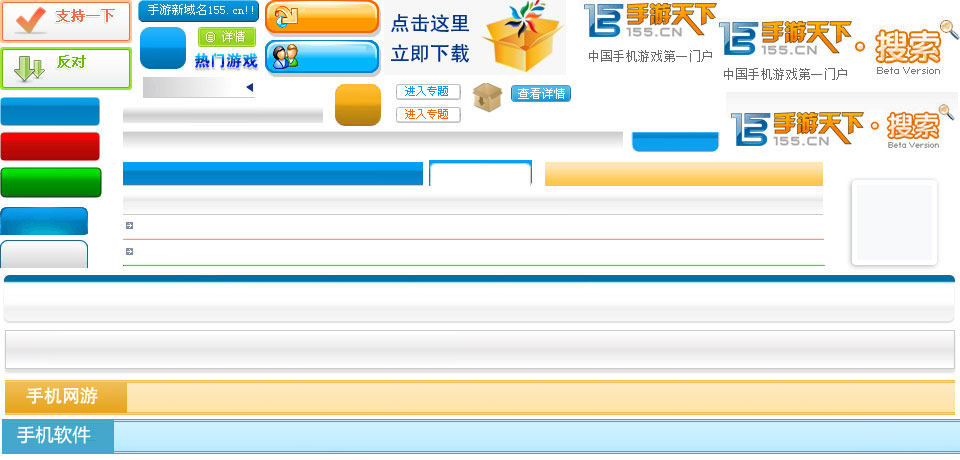 支持一下
反对
手游新域名155.cn!!
详情
热门游戏
点击这里
立即下载
进入专题
进入专题
查看详情
手游天下
155.CN
中国手机游戏第一门户
手游天下
155.CN
搜索
Beta Version
中国手机游戏第一门户
手游天下
155.CN
搜索
Beta Version
手机网游
手机软件